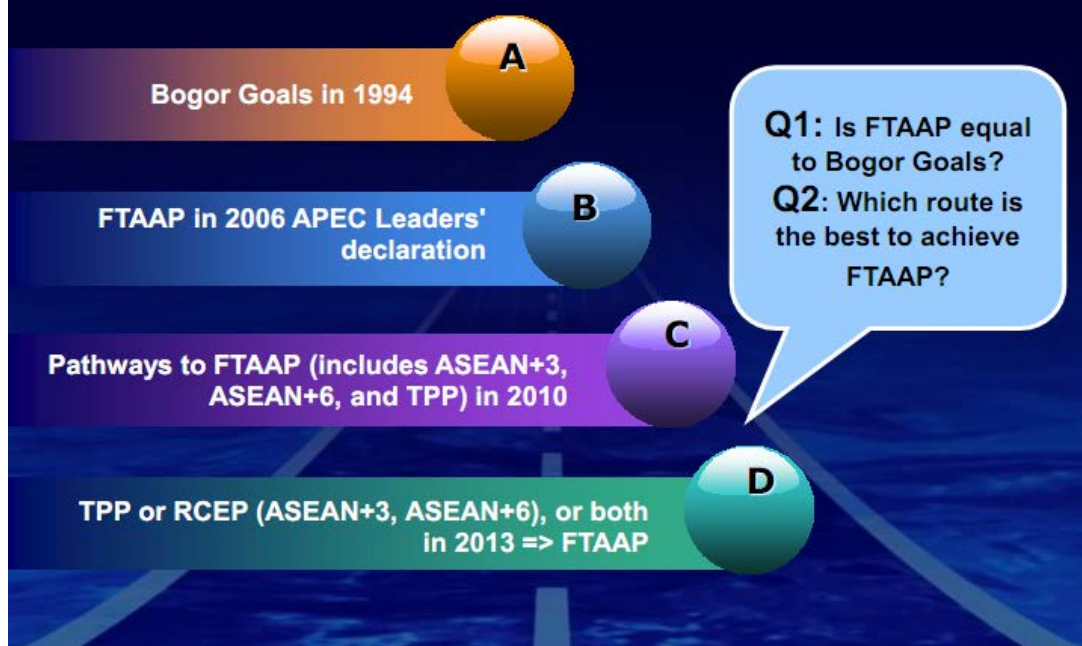 A
Bogor Goals in 1994
B
FTAAP in 2006 APEC Leaders'
declaration
C
Pathways to FTAAP (includes ASEAN+3,
ASEAN+6, and TPP) in 2010
D
TPP or RCEP (ASEAN+3, ASEAN+6), or both
in 2013 => FTAAP
Q1: Is FTAAP equal
to Bogor Goals?
Q2: Which route is
the best to achieve
FTAAP?